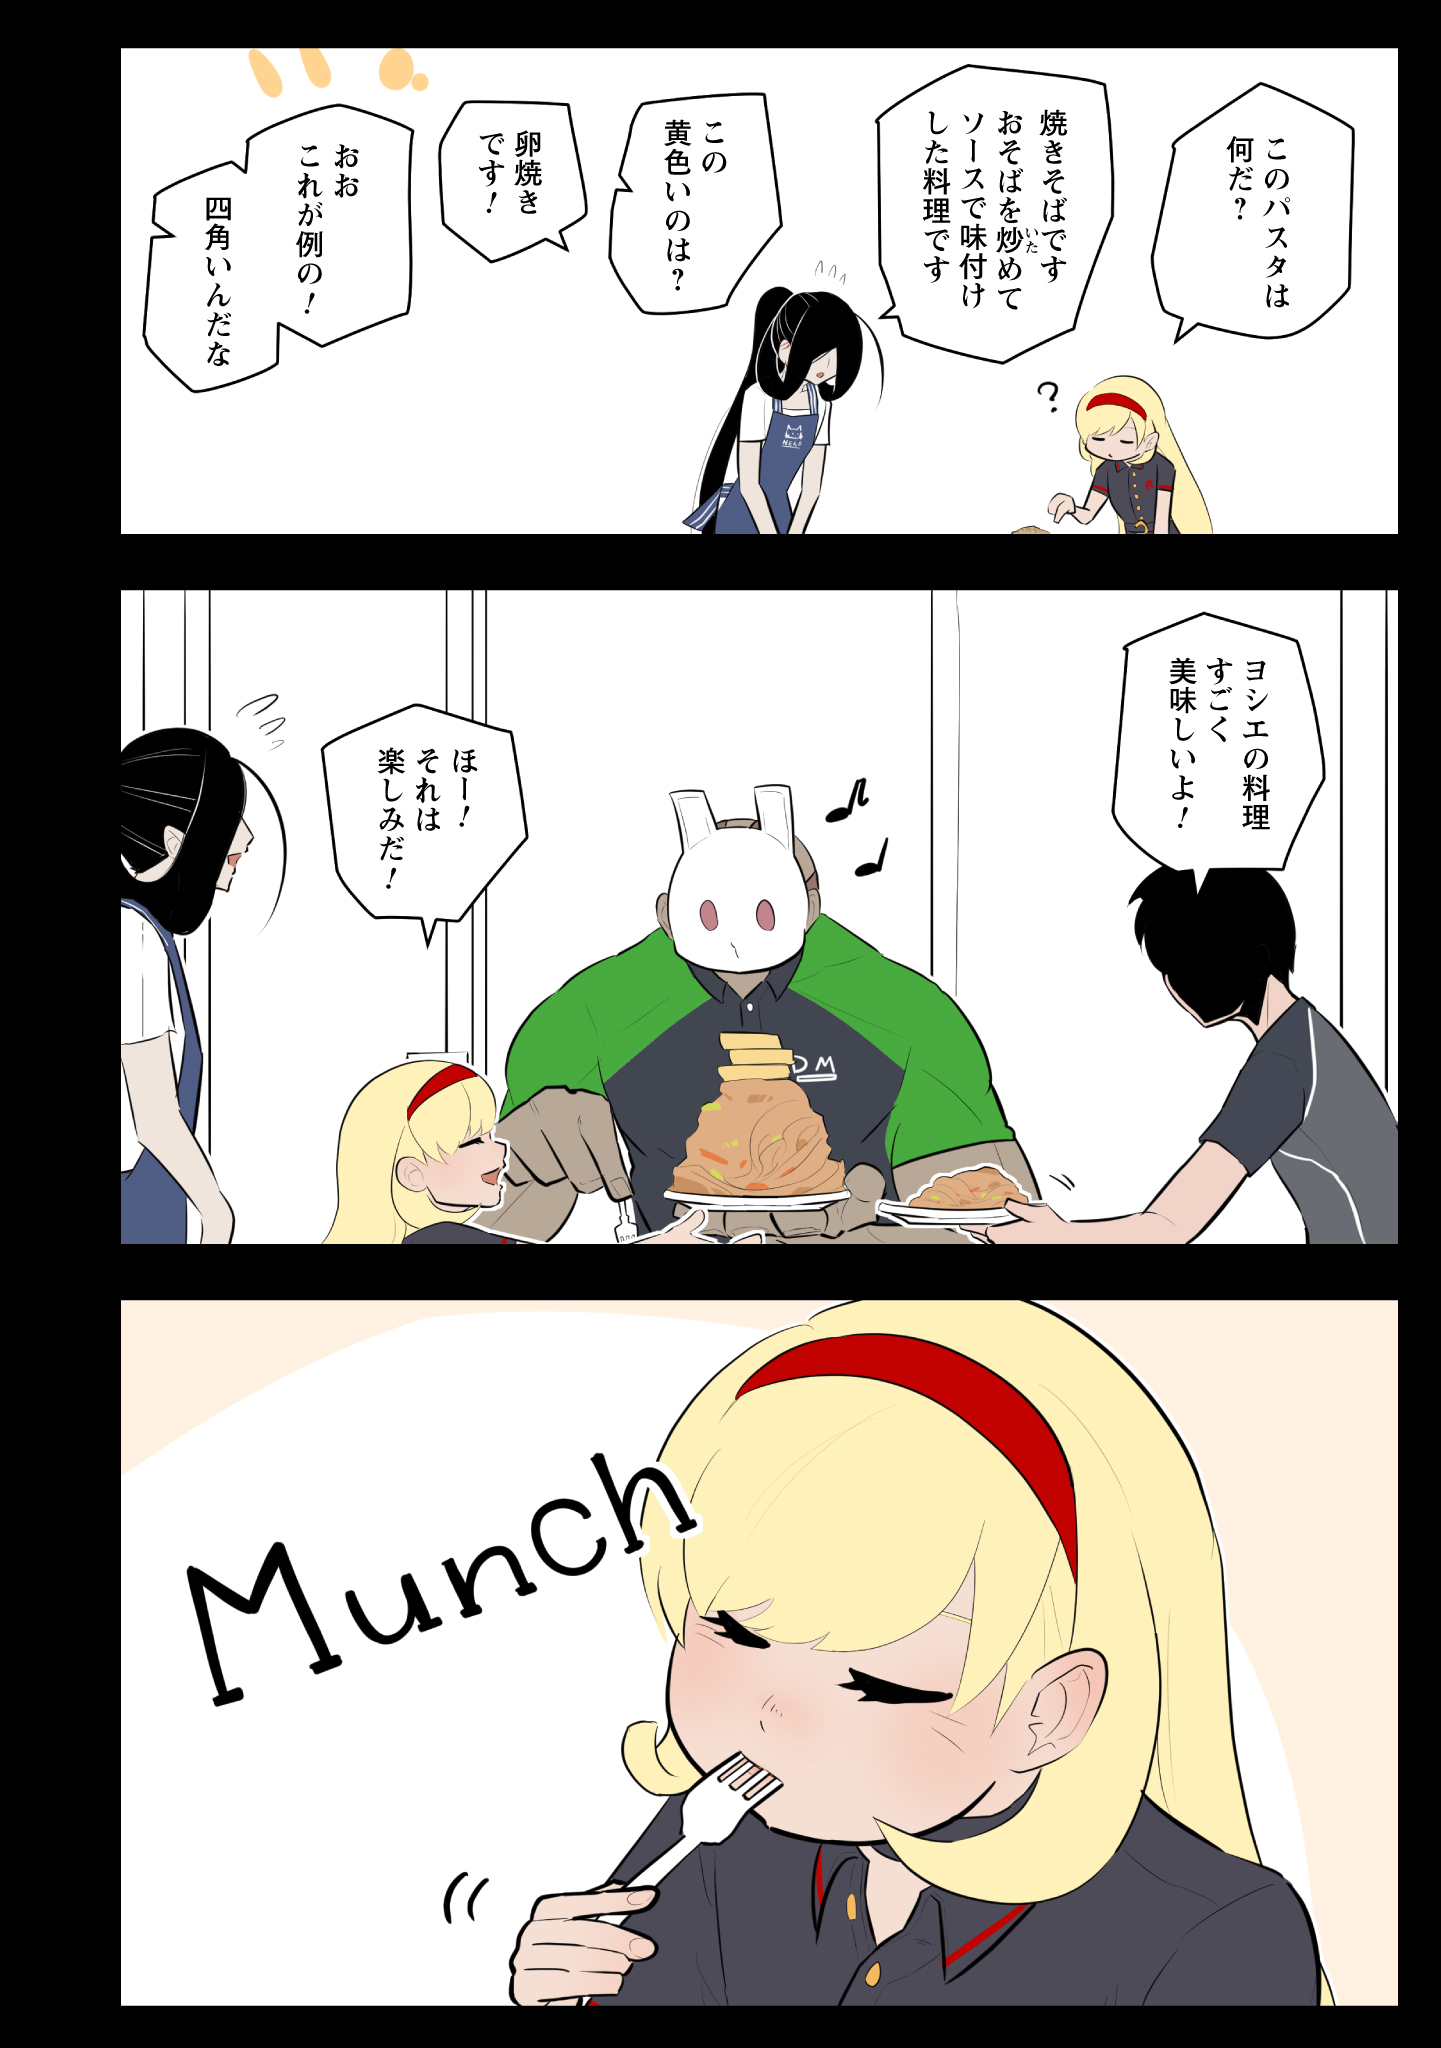 このパスタは
何だ?
焼きそばです
おそばを炒めて
いた
ソースで味付け
した料理です
この
黄色いのは?
卵焼き
です!
おお
これが例の!
四角いんだな
?
NEKO
ヨシエの料理
すごく
美味しいよ!
ほー!
それは
楽しみだ!
DM
Munch